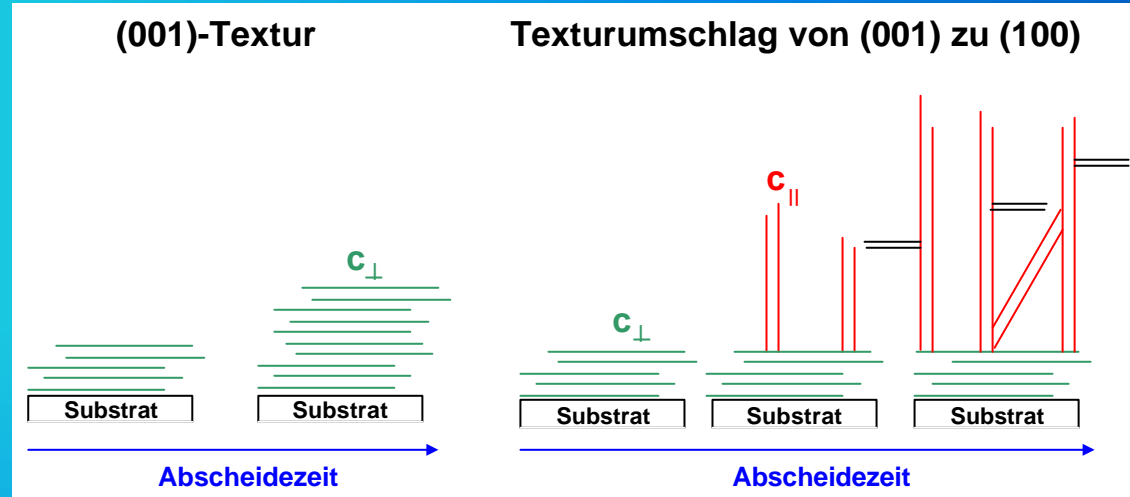 (001)-Textur
Texturumschlag von (001) zu (100)
c⊥
Substrat
Substrat
Abscheidezeit
c||
c⊥
Substrat
Substrat
Substrat
Abscheidezeit